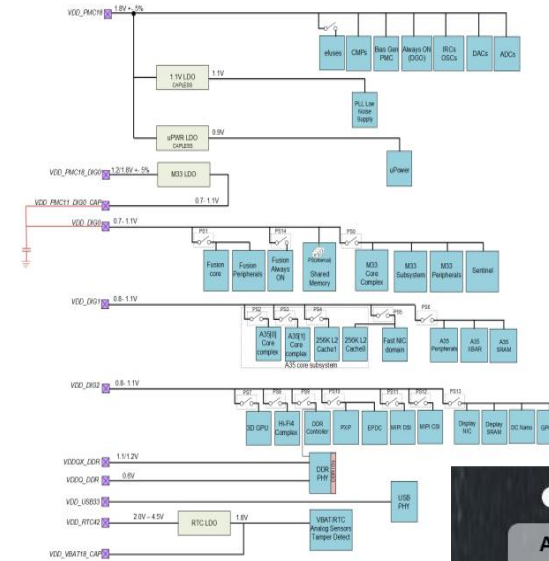 VDD_PMC18 1.8V +- 5%
efuses
CMPs
Bias Gen PMC
Always ON (DGO)
IRCs OSCs
DACs
ADCs
1.1V LDO
CAPLESS
1.1V
PLL Low Noise Supply
uPWR LDO
CAPLESS
0.9V
uPower
VDD_PMC18_DIG0 1.2/1.8V +- 5%
M33 LDO
VDD_PMC11_DIG0_CAP 0.7- 1.1V
VDD_DIG0 0.7- 1.1V
PS1
PS14
PS0
Fusion core
Fusion Peripherals
Fusion Always ON
Shared Memory
M33 Core Complex
M33 Subsystem
M33 Peripherals
Sentinel
VDD_DIG1 0.8- 1.1V
PS2
PS3
PS4
PS5
PS6
A35[0] Core complex
A35[1] Core complex
256K L2 Cache1
256K L2 Cache0
Fast NIC domain
A35 Peripherals
A35 XBAR
A35 SRAM
A35 core subsystem
VDD_DIG2 0.8- 1.1V
PS7
PS8
PS9
PS10
PS11
PS12
PS13
3D GPU
Hi-Fi4 Complex
DDR Controller
PXP
EPDC
MIPI DSI
MIPI CSI
Display NIC
Display SRAM
DC Nano
VDDQX_DDR 1.1/1.2V
VDDQ_DDR 0.6V
DDR PHY
VDD_USB33
USB PHY
VDD_RTC42 2.0V – 4.5V
RTC LDO
1.8V
VBAT/RTC Analog Sensors Tamper Detect
VDD_VBAT18_CAP
A